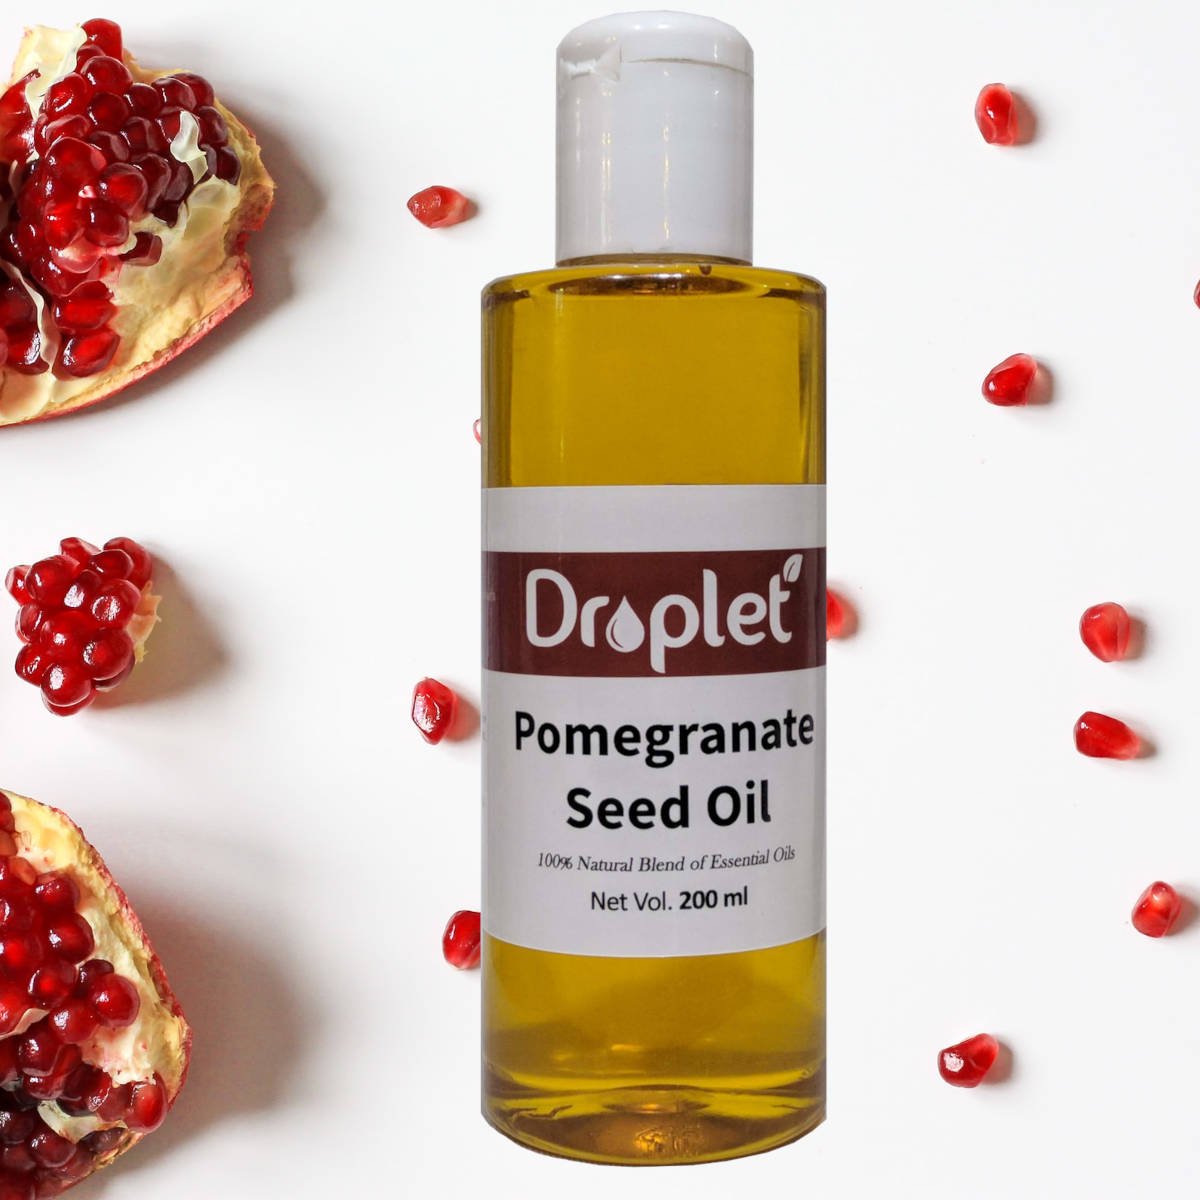 Droplet
Pomegranate
Seed Oil
100% Natural Blend of Essential Oils
Net Vol. 200 ml